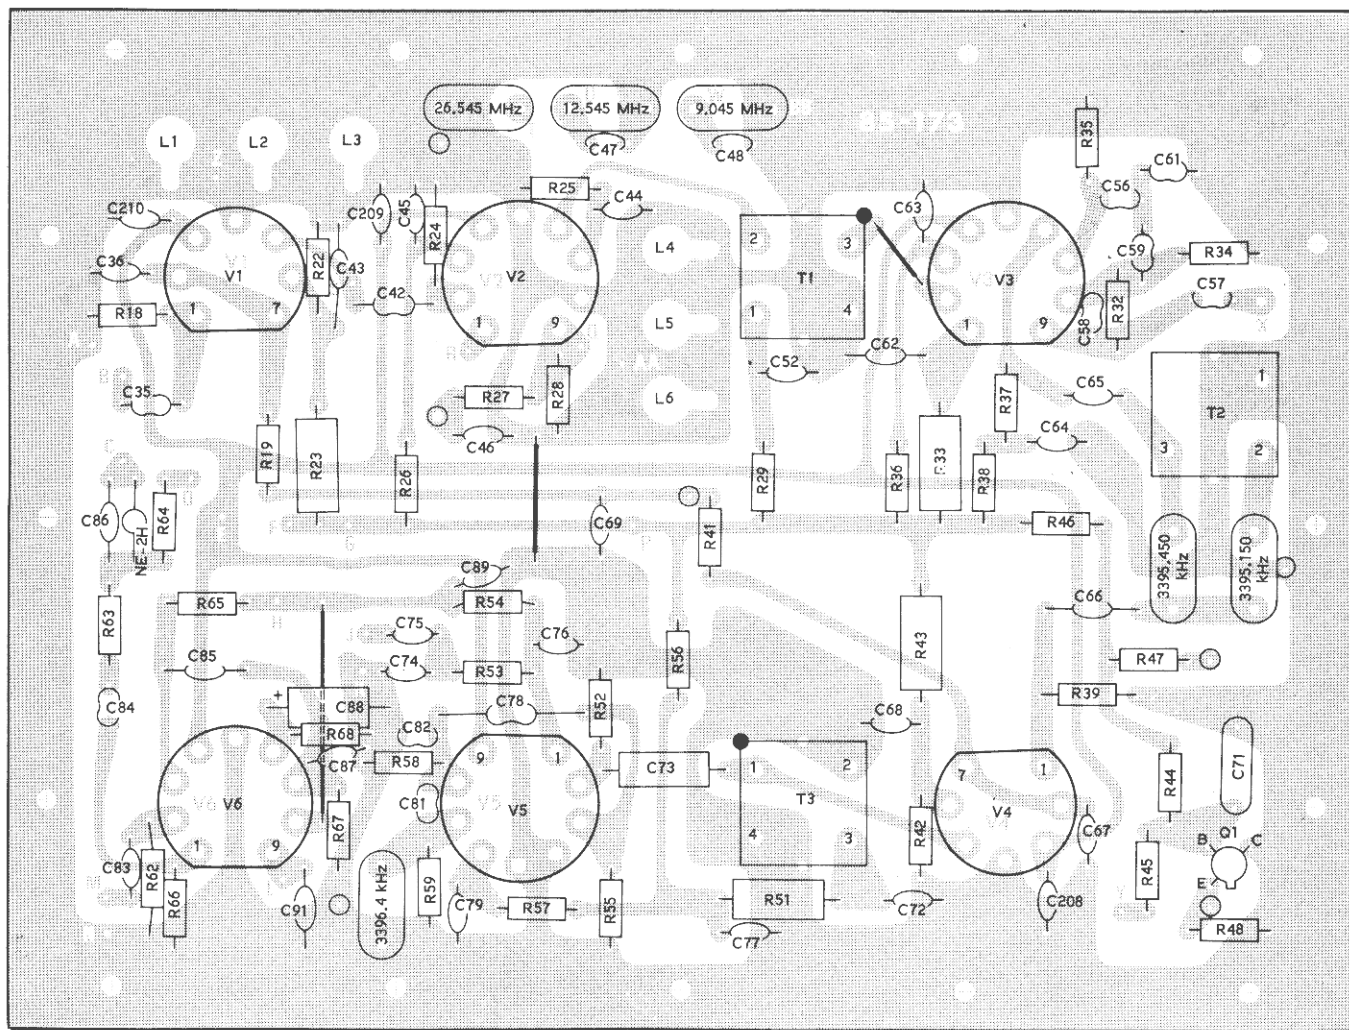 26.545 MHz 12.545 MHz 9.045 MHz
85-173
R35
L1 L2 L3
C47 C48
C61
R25 C56
C210 C209 C45 C44 C63
R24
L4
2 3
C59 R34
R22 C43
C36 V1 V2 T1 V3
C42
C57
R18 1 7 1 9 L5 1 4 1 9 C58 R32
X
C62
C52
R28
B C35 R27 L6 R37 C65 1
T2
C46 C64
R19 R23 R26 R29 R36 R33 R38 3 2
C
D
C86 NE-2H R64 C69 R41 R46
F G P
3395.450 kHz 3395.150 kHz
C89
R65 R54 C66
R63 H J C75 C76 R56 R43
C85 C74 R53 R47
C84 + C88 C78 R52 R39
R68 C82 C68
C87 R58 9 1 C73 1 2 7 1 R44 C71
V6 V6 C81 V5 V5 T3 V4
R67 4 3 R42 C67 B Q1 C
1 9
C83 R62 R45 E
M R66 C91 3396.4 kHz R59 C79 R57 R55 R51 C72 C208
R48
C77